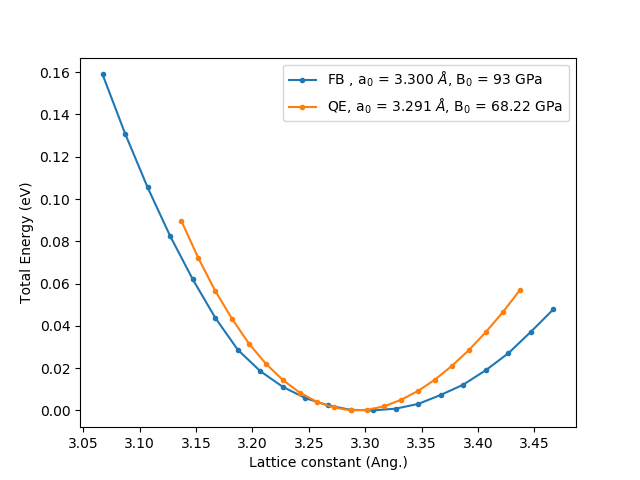 FB , a₀ = 3.300 Å, B₀ = 93 GPa
QE, a₀ = 3.291 Å, B₀ = 68.22 GPa
Total Energy (eV)
0.16
0.14
0.12
0.10
0.08
0.06
0.04
0.02
0.00
3.05 3.10 3.15 3.20 3.25 3.30 3.35 3.40 3.45
Lattice constant (Ang.)